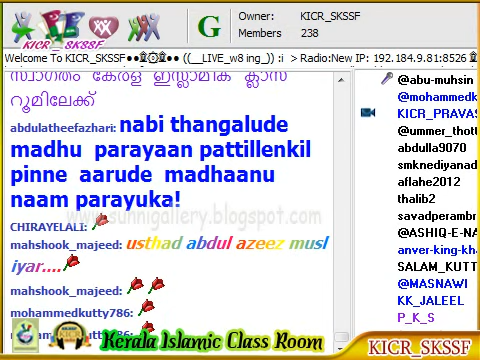 KICR_SKSSF
G
Owner: KICR_SKSSF
Members 238
Welcome To KICR_SKSSF●●۩۞۩●● ((__LIVE_w8 ing_)) :i > Radio:New IP: 192.184.9.81:8526
സ്വാഗതം കേരള ഇസ്ലാമിക് ക്ലാസ്
റൂമിലേക്ക്
abdulatheefazhari: nabi thangalude
madhu parayaan pattillenkil
pinne aarude madhaanu
naam parayuka!
www.sunnigallery.blogspot.com
CHIRAYELALI:
mahshook_majeed: usthad abdul azeez musl
iyar....
mahshook_majeed:
mohammedkutty786:
@abu-muhsin
@mohammedk
KICR_PRAVAS
@ummer_thott
abdulla9070
smknediyanad
aflahe2012
thalib2
savadperambr
@ASHIQ-E-NA
anver-king-kha
SALAM_KUTT
@MASNAWI
KK_JALEEL
P_K_S
Kerala Islamic Class Room
KICR_SKSSF